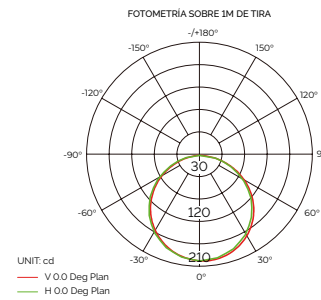 FOTOMETRÍA SOBRE 1M DE TIRA
-/+180°
-150° 150°
-120° 120°
-90° 9
30
-60° 60°
120
-30° 210 30°
0°
UNIT: cd
V 0.0 Deg Plan
H 0.0 Deg Plan